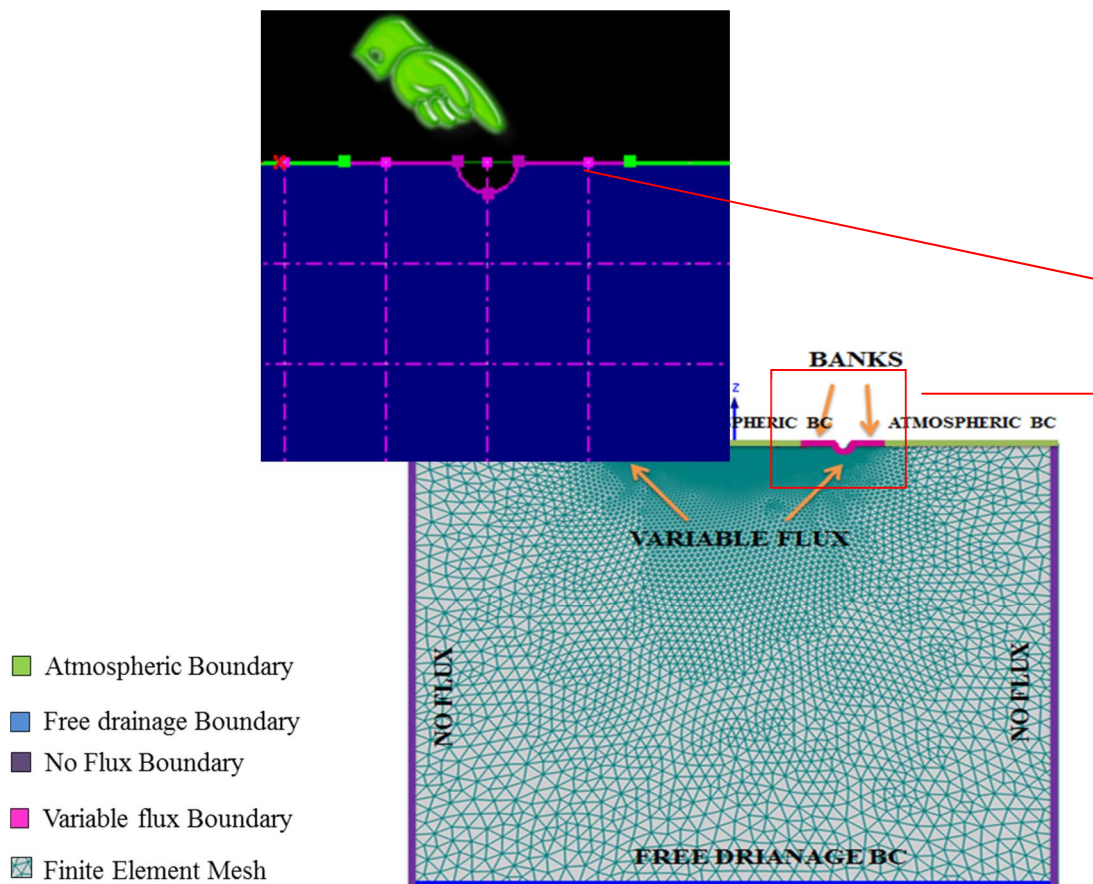 BANKS
Z
SPHERIC BC
ATMOSPHERIC BC
VARIABLE FLUX
NO FLUX
NO FLUX
FREE DRIANAGE BC
Atmospheric Boundary
Free drainage Boundary
No Flux Boundary
Variable flux Boundary
Finite Element Mesh